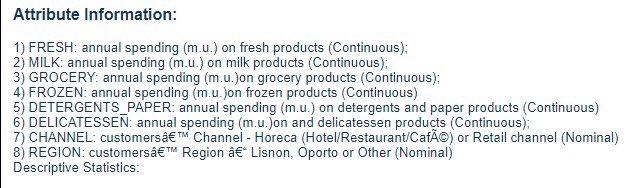 Attribute Information:
1) FRESH: annual spending (m.u.) on fresh products (Continuous);
2) MILK: annual spending (m.u.) on milk products (Continuous);
3) GROCERY: annual spending (m.u.)on grocery products (Continuous);
4) FROZEN: annual spending (m.u.)on frozen products (Continuous)
5) DETERGENTS_PAPER: annual spending (m.u.) on detergents and paper products (Continuous)
6) DELICATESSEN: annual spending (m.u.)on and delicatessen products (Continuous);
7) CHANNEL: customersâ€™ Channel - Horeca (Hotel/Restaurant/CafÃ©) or Retail channel (Nominal)
8) REGION: customersâ€™ Region â€“ Lisnon, Oporto or Other (Nominal)
Descriptive Statistics: